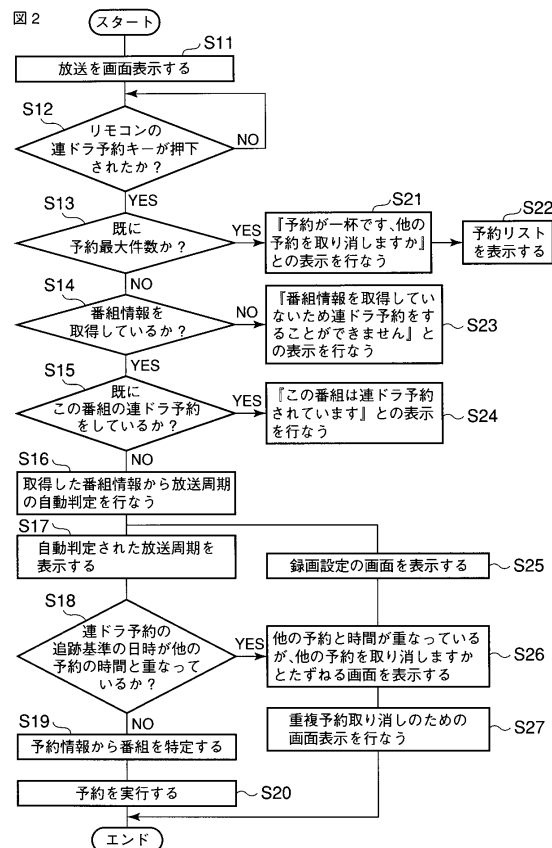 図2
スタート
S11
放送を画面表示する
S12
リモコンの
連ドラ予約キーが押下
されたか?
NO
YES
S13
既に
予約最大件数か?
YES
NO
S21
『予約が一杯です、他の
予約を取り消しますか』
との表示を行なう
S22
予約リスト
を表示する
S14
番組情報を
取得しているか?
NO
YES
『番組情報を取得してい
ないため連ドラ予約をす
ることができません』と
の表示を行なう
S23
S15
既に
この番組の連ドラ予約
をしているか?
YES
NO
『この番組は連ドラ予約
されています』との表示
を行なう
S24
S16
取得した番組情報から放送周期
の自動判定を行なう
S17
自動判定された放送周期を
表示する
録画設定の画面を表示する
S25
S18
連ドラ予約の
追跡基準の日時が他の
予約の時間と重なって
いるか?
YES
NO
他の予約と時間が重なっている
が、他の予約を取り消しますか
とたずねる画面を表示する
S26
S19
予約情報から番組を特定する
重複予約取り消しのための
画面表示を行なう
S27
予約を実行する
S20
エンド